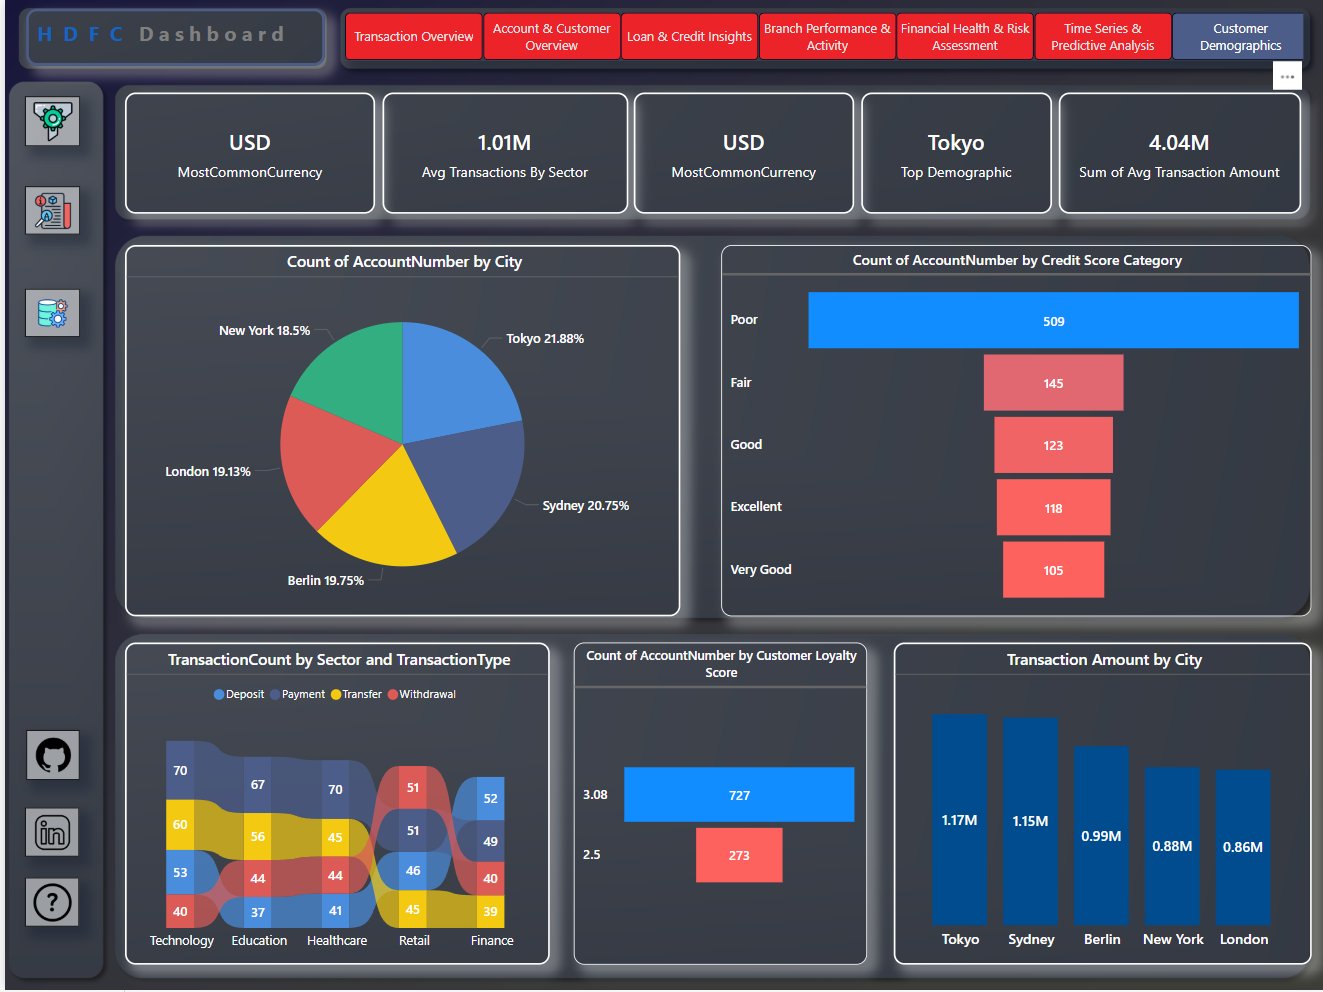 HDFC Dashboard
Transaction Overview
Account & Customer
Overview
Loan & Credit Insights
Branch Performance &
Activity
Financial Health & Risk
Assessment
Time Series &
Predictive Analysis
Customer
Demographics
USD
MostCommonCurrency
1.01M
Avg Transactions By Sector
USD
MostCommonCurrency
Tokyo
Top Demographic
4.04M
Sum of Avg Transaction Amount
Count of AccountNumber by City
New York 18.5%
Tokyo 21.88%
London 19.13%
Sydney 20.75%
Berlin 19.75%
Count of AccountNumber by Credit Score Category
Poor 509
Fair 145
Good 123
Excellent 118
Very Good 105
TransactionCount by Sector and TransactionType
Deposit Payment Transfer Withdrawal
70 67 70 51 52
60 56 45 51 49
53 44 44 46 40
40 37 41 45 39
Technology Education Healthcare Retail Finance
Count of AccountNumber by Customer Loyalty
Score
3.08 727
2.5 273
Transaction Amount by City
1.17M 1.15M 0.99M 0.88M 0.86M
Tokyo Sydney Berlin New York London
in
?